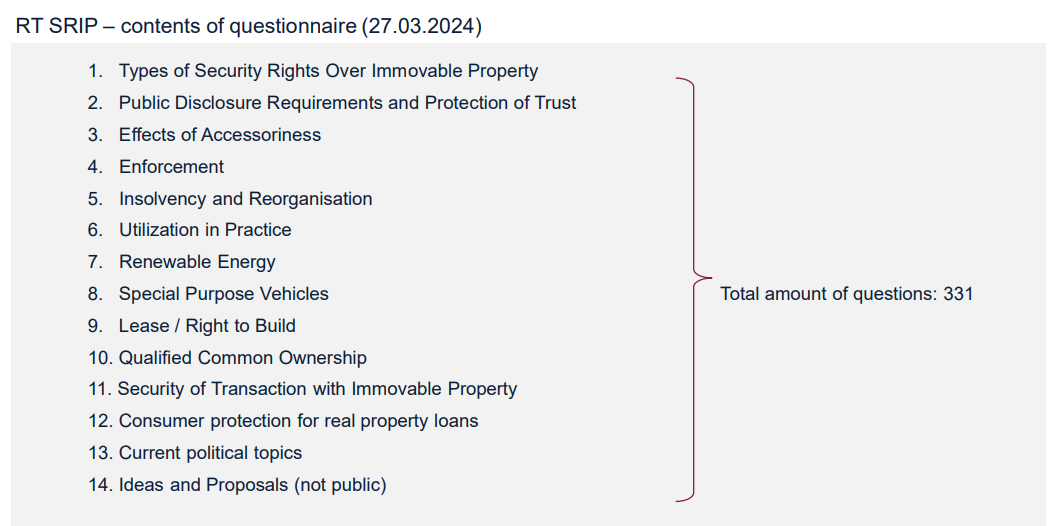 RT SRIP – contents of questionnaire (27.03.2024)
1. Types of Security Rights Over Immovable Property
2. Public Disclosure Requirements and Protection of Trust
3. Effects of Accessoriness
4. Enforcement
5. Insolvency and Reorganisation
6. Utilization in Practice
7. Renewable Energy
8. Special Purpose Vehicles
9. Lease / Right to Build
10. Qualified Common Ownership
11. Security of Transaction with Immovable Property
12. Consumer protection for real property loans
13. Current political topics
14. Ideas and Proposals (not public)
Total amount of questions: 331